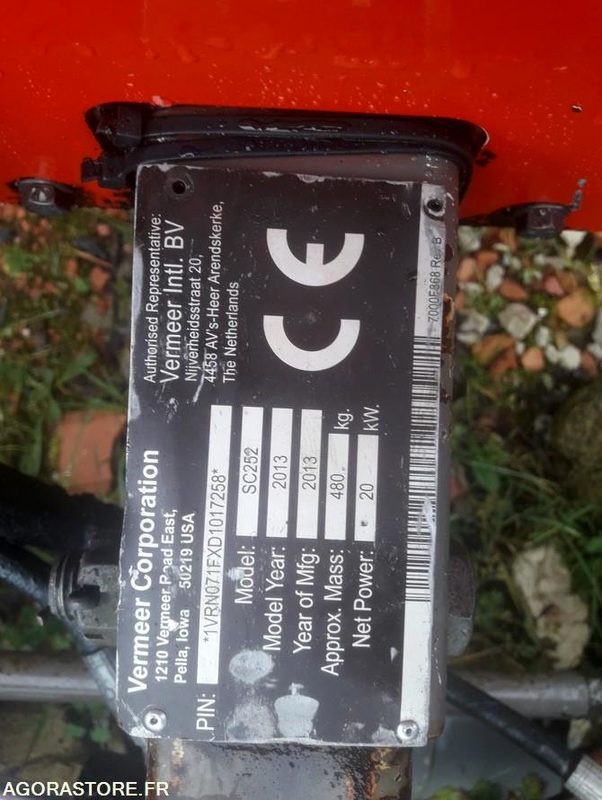 Vermeer Corporation
1210 Vermeer Road East,
Pella, Iowa 50219 USA
Authorised Representative:
Vermeer Intl. BV
Nijverheidsstraat 20,
4458 AV's-Heer Arendskerke,
The Netherlands
PIN: *1VRN071FXD1017258*
Model: SC252
Model Year: 2013
Year of Mfg: 2013
Approx. Mass: 480 kg.
Net Power: 20 kW.
CE
Rev. B
AGORASTORE.FR